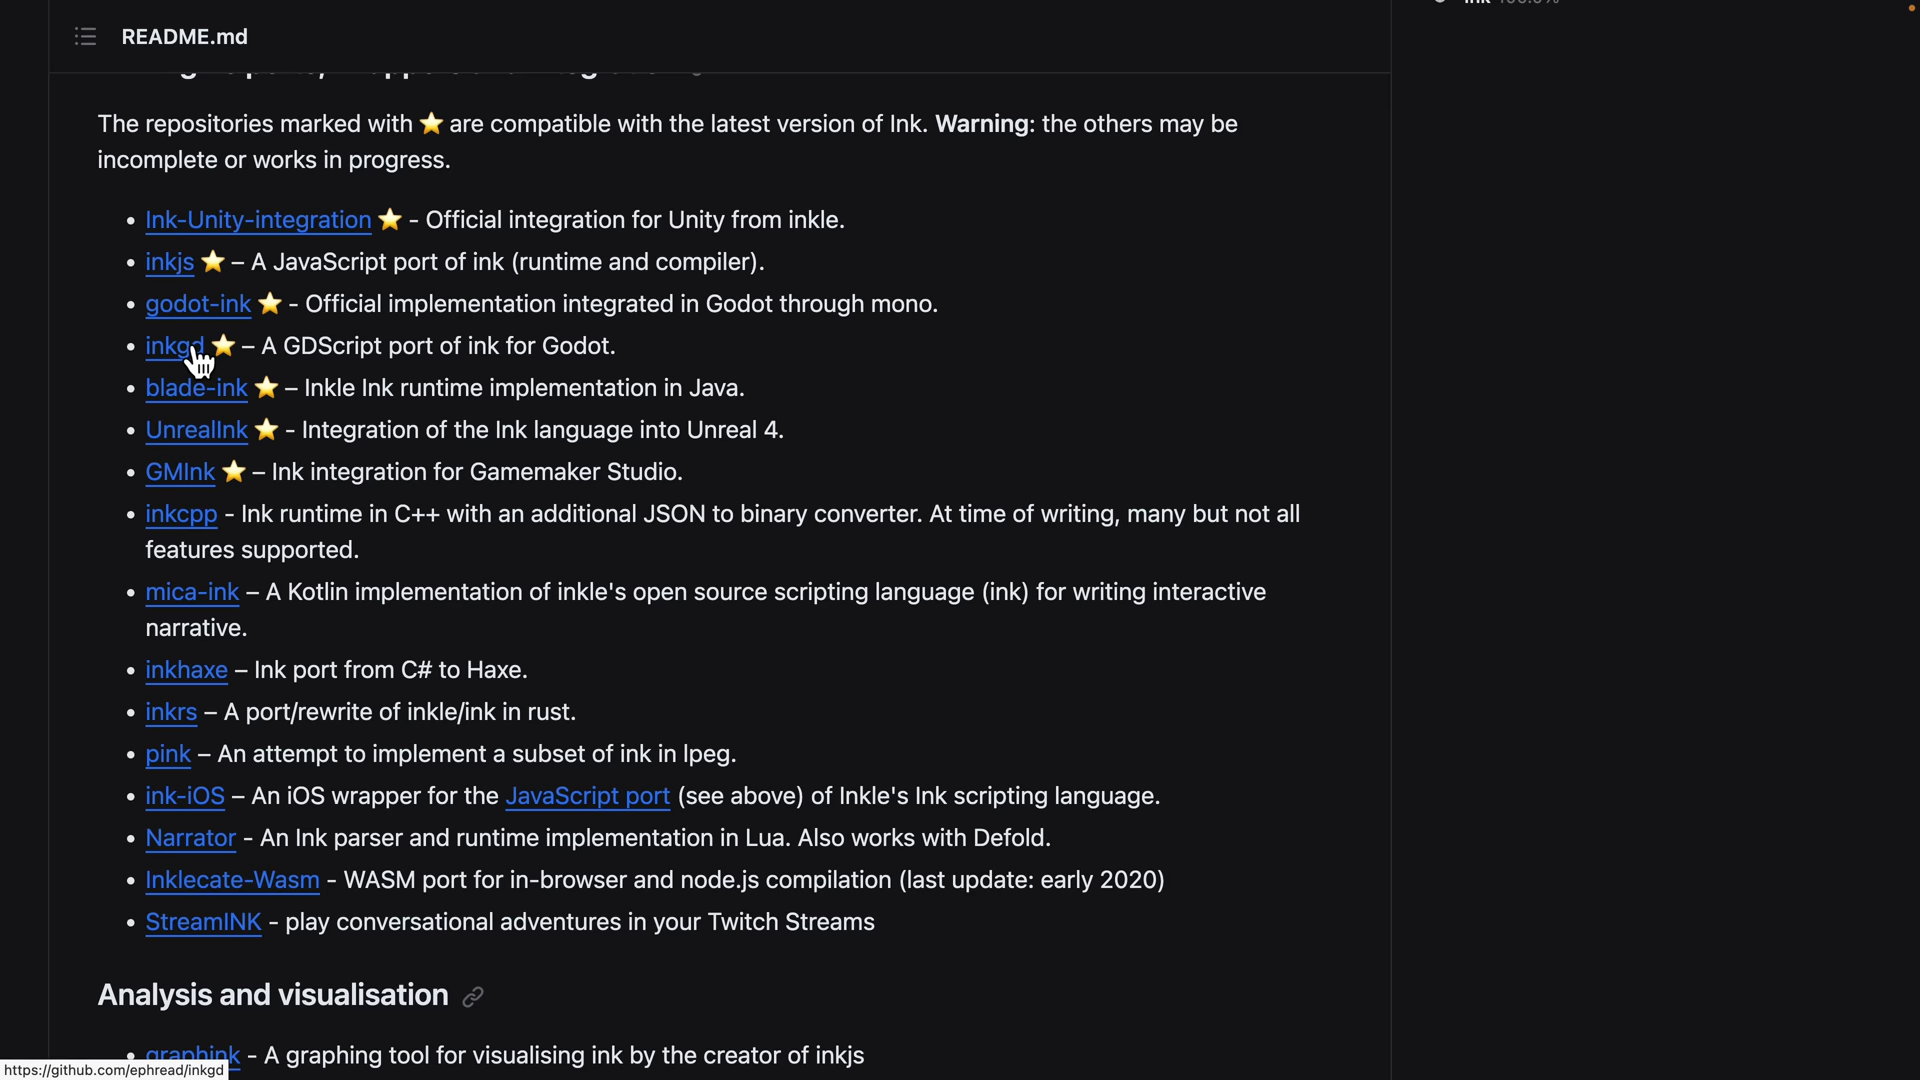 README.md
The repositories marked with ⭐ are compatible with the latest version of Ink. Warning: the others may be
incomplete or works in progress.
• Ink-Unity-integration ⭐ - Official integration for Unity from inkle.
• inkjs ⭐ – A JavaScript port of ink (runtime and compiler).
• godot-ink ⭐ - Official implementation integrated in Godot through mono.
• inkgd ⭐ – A GDScript port of ink for Godot.
• blade-ink ⭐ – Inkle Ink runtime implementation in Java.
• UnrealInk ⭐ - Integration of the Ink language into Unreal 4.
• GMInk ⭐ – Ink integration for Gamemaker Studio.
• inkcpp - Ink runtime in C++ with an additional JSON to binary converter. At time of writing, many but not all
features supported.
• mica-ink – A Kotlin implementation of inkle's open source scripting language (ink) for writing interactive
narrative.
• inkhaxe – Ink port from C# to Haxe.
• inkrs – A port/rewrite of inkle/ink in rust.
• pink – An attempt to implement a subset of ink in lpeg.
• ink-iOS – An iOS wrapper for the JavaScript port (see above) of Inkle's Ink scripting language.
• Narrator - An Ink parser and runtime implementation in Lua. Also works with Defold.
• Inklecate-Wasm - WASM port for in-browser and node.js compilation (last update: early 2020)
• StreamINK - play conversational adventures in your Twitch Streams
Analysis and visualisation
• graphink - A graphing tool for visualising ink by the creator of inkjs
https://github.com/ephread/inkgd